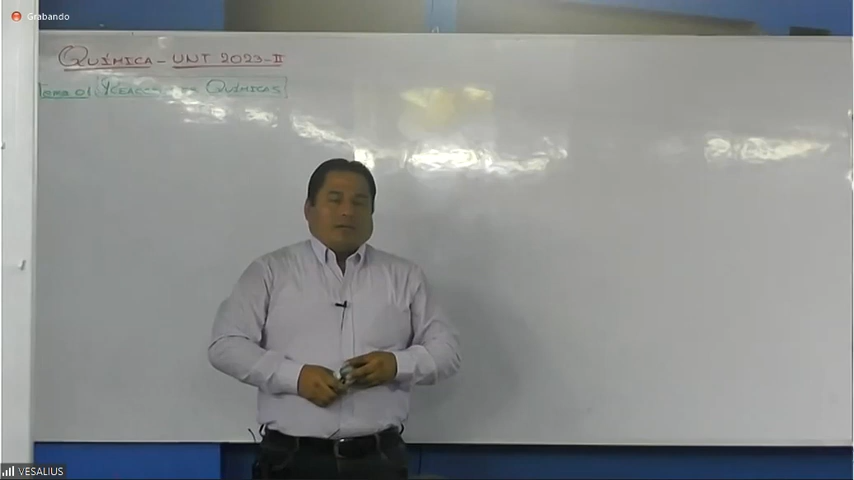 Grabando
QUÍMICA - UNT 2023-II
Tema 01 REACCIONES QUÍMICAS
VESALIUS